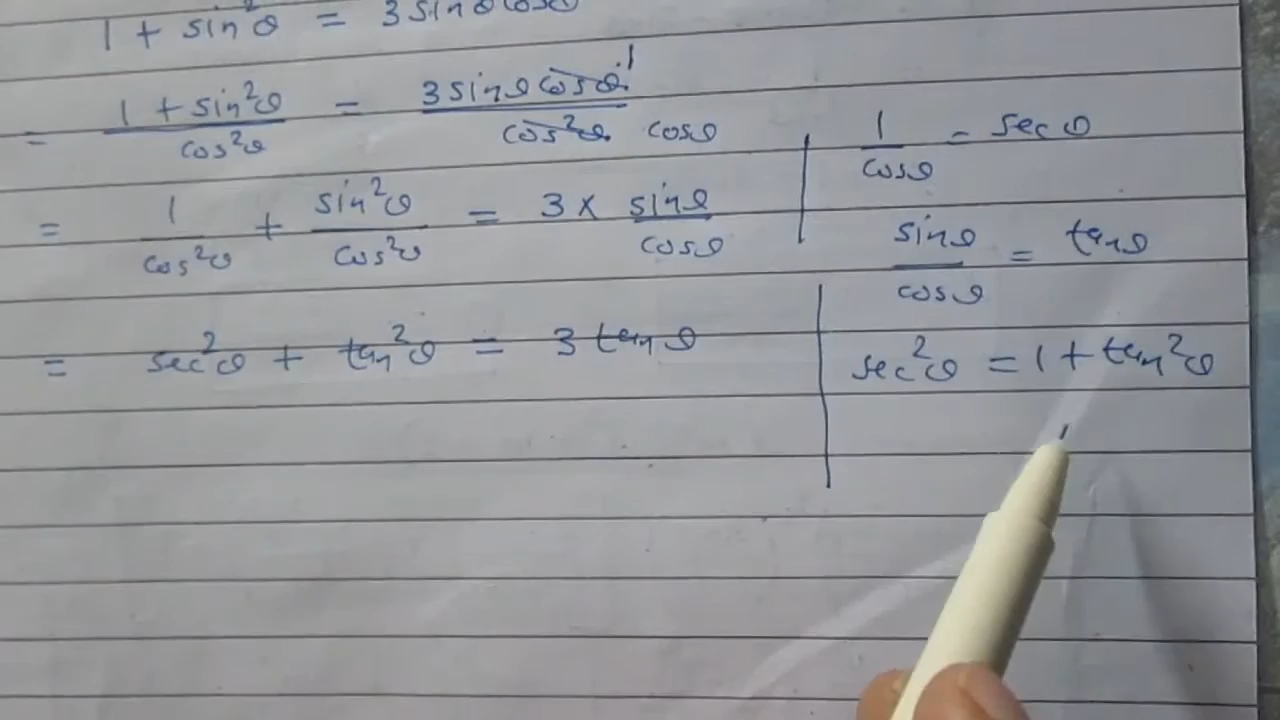 1 + sin²θ = 3 sinθ cosθ
= 1 + sin²θ / cos²θ = 3 sinθ cosθ 1 / cos²θ cosθ
= 1 / cos²θ + sin²θ / cos²θ = 3 × sinθ / cosθ
= sec²θ + tan²θ = 3 tanθ
1 / cosθ = secθ
sinθ / cosθ = tanθ
sec²θ = 1 + tan²θ